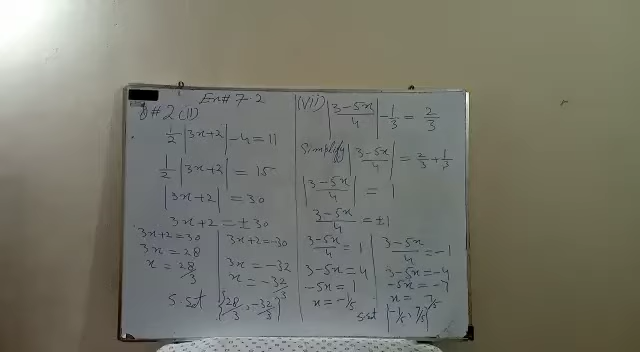 Ex# 7-2
Q#2(ii)
1/2 |3x+2| - 4 = 11
1/2 |3x+2| = 15
|3x+2| = 30
3x+2 = ±30
3x+2 = 30
3x = 28
x = 28/3
3x+2 = -30
3x = -32
x = -32/3
S set {28/3, -32/3}
(vii) |3-5x/4| - 1/3 = 2/3
Simplify |3-5x/4| = 2/3 + 1/3
|3-5x/4| = 1
3-5x/4 = ±1
3-5x/4 = 1
3-5x = 4
-5x = 1
x = -1/5
3-5x/4 = -1
3-5x = -4
-5x = -7
x = 7/5
S set {-1/5, 7/5}